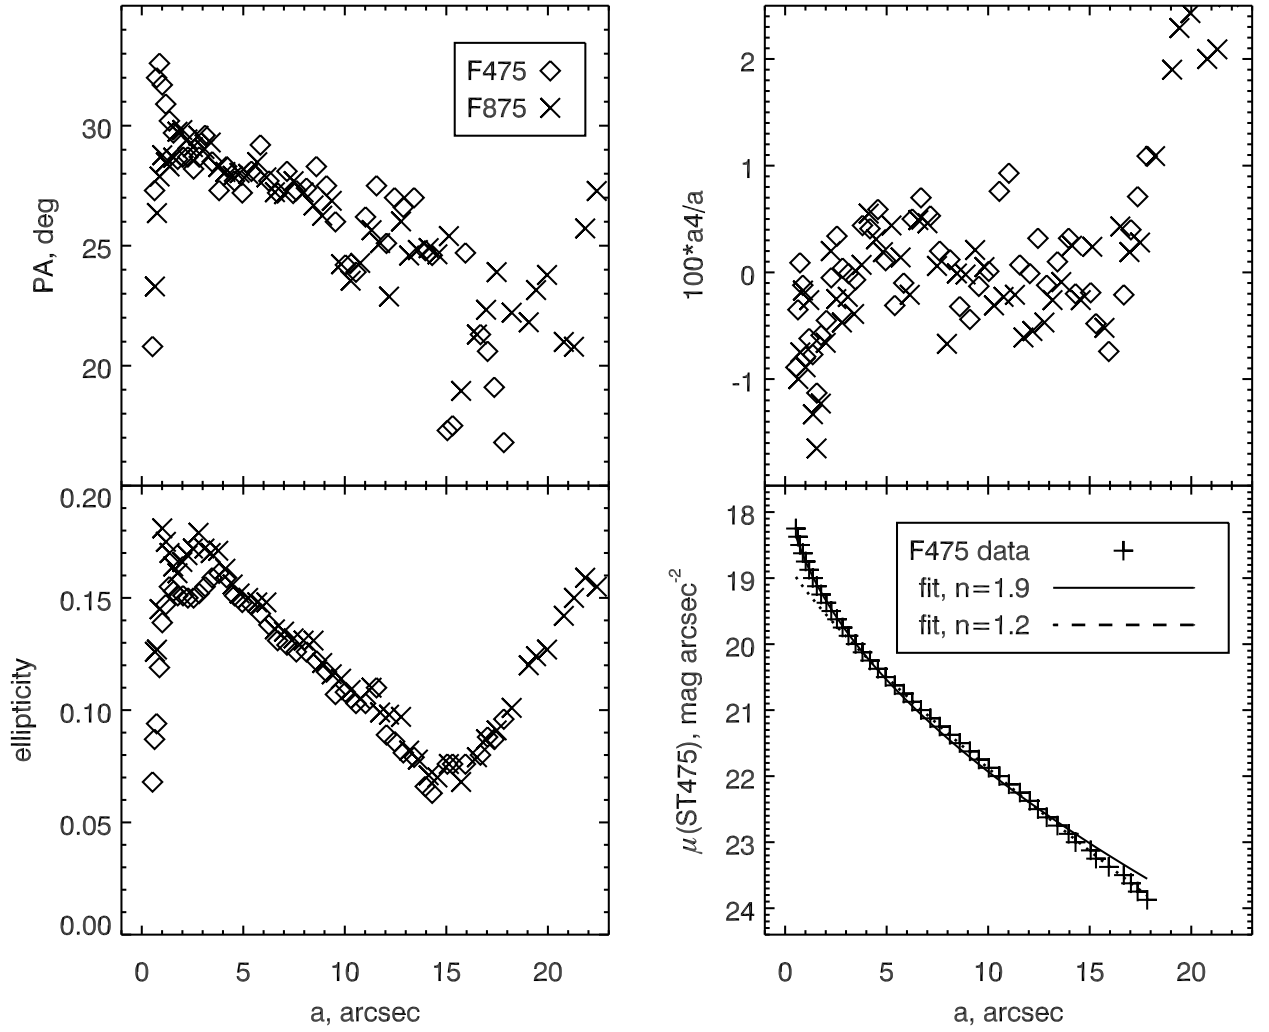 30
25
20
PA, deg
F475
F875
2
1
0
-1
100*a4/a
0.20
0.15
0.10
0.05
0.00
ellipticity
0 5 10 15 20
a, arcsec
18
19
20
21
22
23
24
μ(ST475), mag arcsec⁻²
F475 data
fit, n=1.9
fit, n=1.2
0 5 10 15 20
a, arcsec